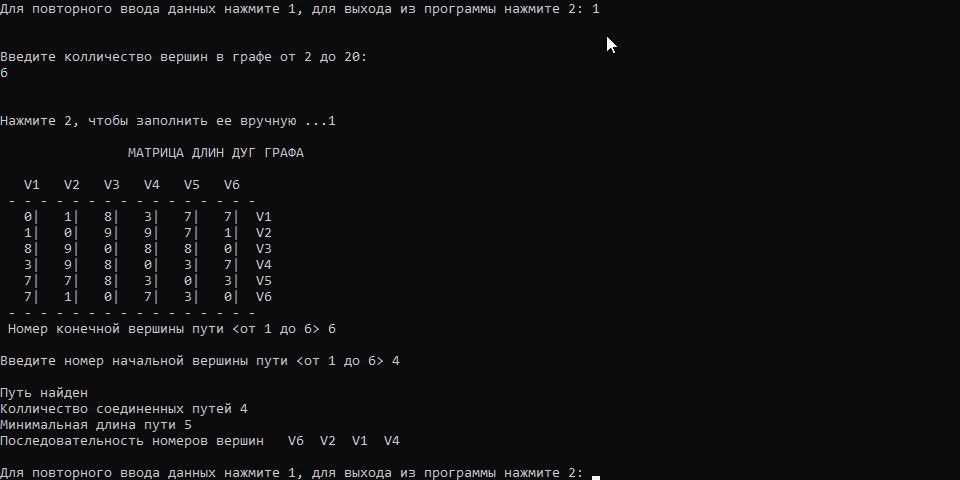 Для повторного ввода данных нажмите 1, для выхода из программы нажмите 2: 1
Введите колличество вершин в графе от 2 до 20:
6
Нажмите 2, чтобы заполнить ее вручную ...1
МАТРИЦА ДЛИН ДУГ ГРАФА
V1 V2 V3 V4 V5 V6
- - - - - - - - - - - - - - - -
0| 1| 8| 3| 7| 7| V1
1| 0| 9| 9| 7| 1| V2
8| 9| 0| 8| 8| 0| V3
3| 9| 8| 0| 3| 7| V4
7| 7| 8| 3| 0| 3| V5
7| 1| 0| 7| 3| 0| V6
- - - - - - - - - - - - - - - -
Номер конечной вершины пути <от 1 до 6> 6
Введите номер начальной вершины пути <от 1 до 6> 4
Путь найден
Колличество соединенных путей 4
Минимальная длина пути 5
Последовательность номеров вершин V6 V2 V1 V4
Для повторного ввода данных нажмите 1, для выхода из программы нажмите 2: